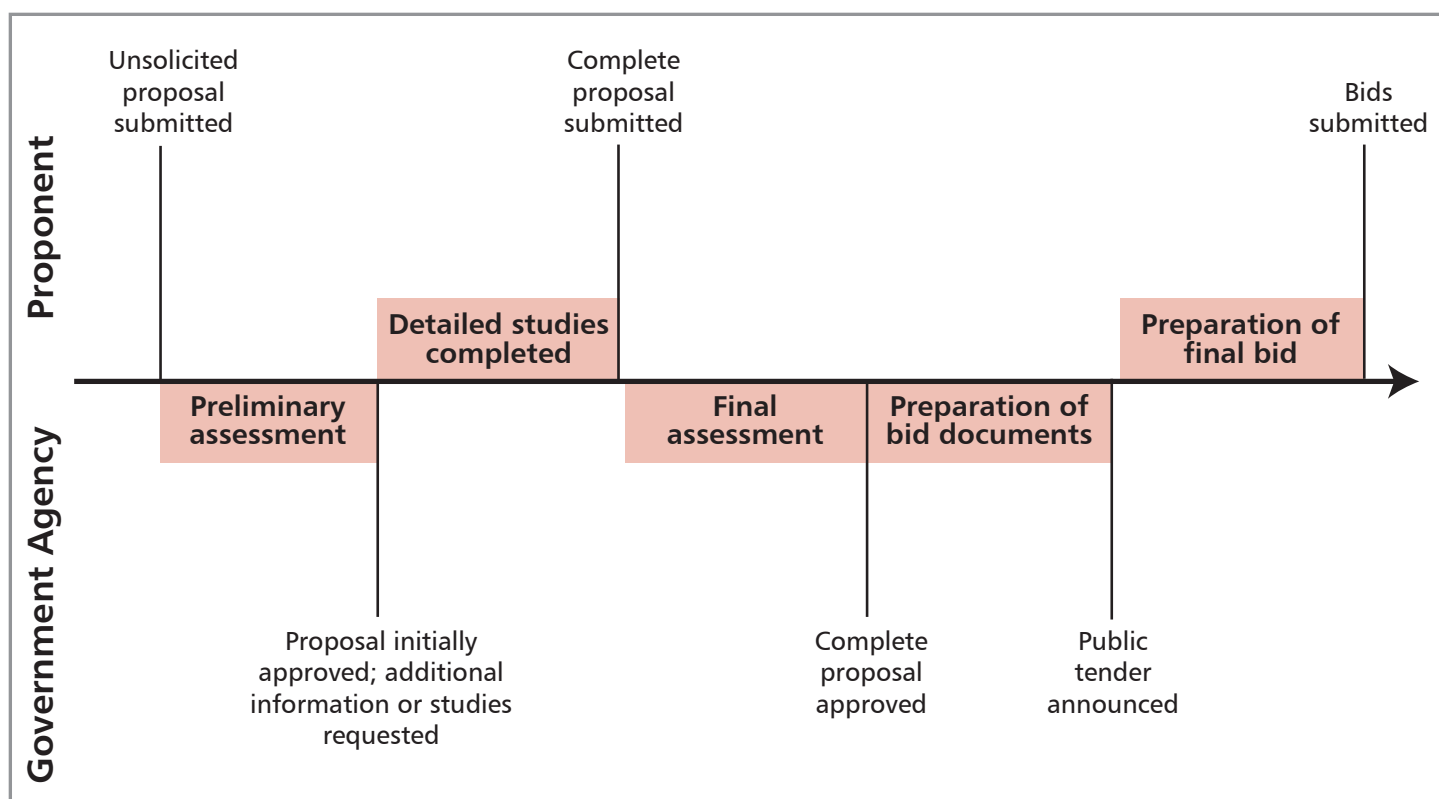 Unsolicited
proposal
submitted
Complete
proposal
submitted
Bids
submitted
Proponent
Detailed studies
completed
Preparation of
final bid
Preliminary
assessment
Final
assessment
Preparation of
bid documents
Government Agency
Proposal initially
approved; additional
information or studies
requested
Complete
proposal
approved
Public
tender
announced